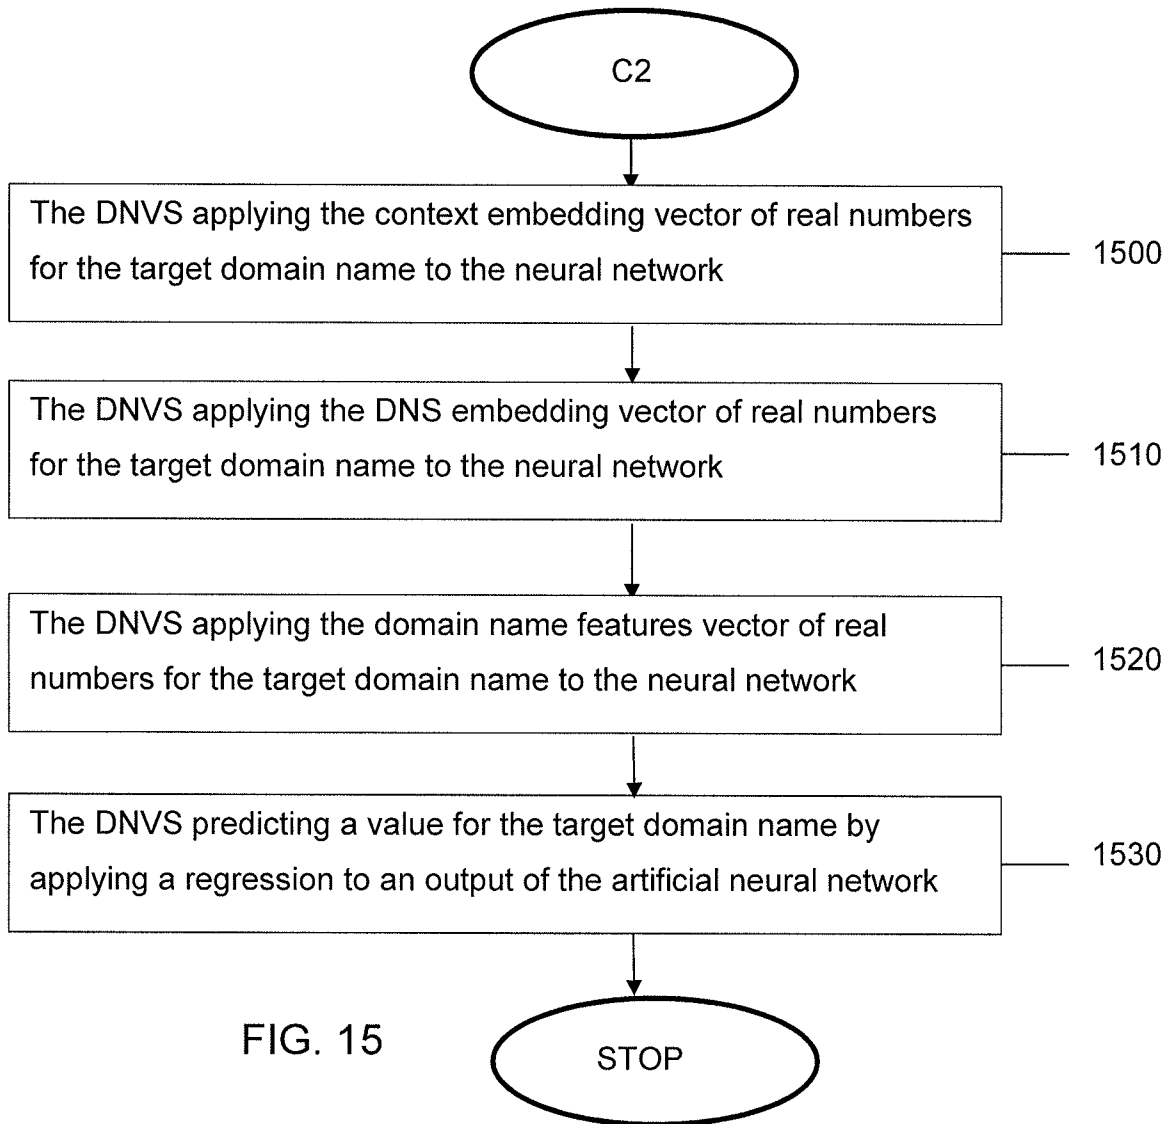 C2
The DNVS applying the context embedding vector of real numbers
for the target domain name to the neural network
1500
The DNVS applying the DNS embedding vector of real numbers
for the target domain name to the neural network
1510
The DNVS applying the domain name features vector of real
numbers for the target domain name to the neural network
1520
The DNVS predicting a value for the target domain name by
applying a regression to an output of the artificial neural network
1530
FIG. 15
STOP